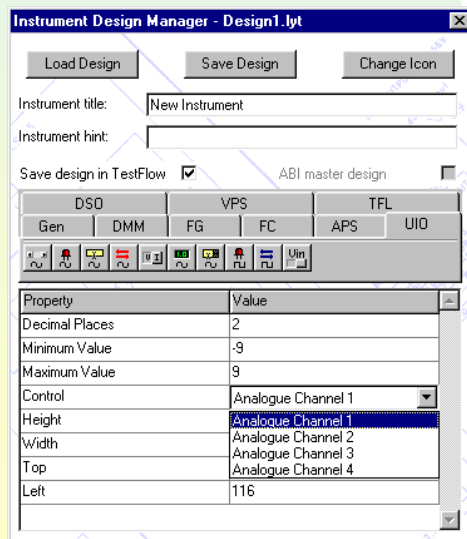 Instrument Design Manager - Design1.lyt
Load Design Save Design Change Icon
Instrument title: New Instrument
Instrument hint:
Save design in TestFlow ABI master design
DSO VPS TFL
Gen DMM FG FC APS UIO
Vin
Property Value
Decimal Places 2
Minimum Value -9
Maximum Value 9
Control Analogue Channel 1
Height Analogue Channel 1
Width Analogue Channel 2
Analogue Channel 3
Top Analogue Channel 4
Left 116